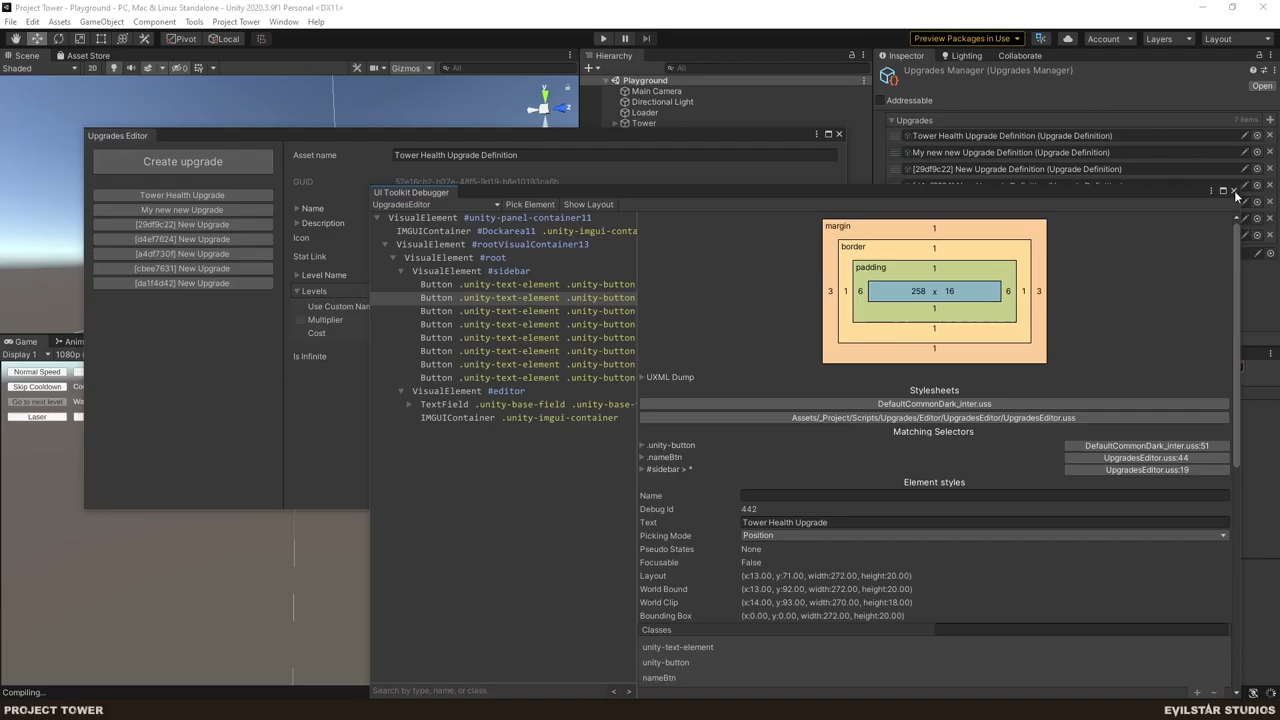 Project Tower - Playground - PC, Mac & Linux Standalone - Unity 2020.3.9f1 Personal <DX11>
File Edit Assets GameObject Component Tools Project Tower Window Help
Pivot Local Preview Packages in Use Account Layers Layout
Scene Asset Store Hierarchy Inspector Lighting Collaborate
Shaded 2D 0 Gizmos All All
Upgrades Manager (Upgrades Manager)
Open
Playground
Main Camera
Directional Light
Loader
Tower
Addressable
Upgrades 7 items
Tower Health Upgrade Definition (Upgrade Definition)
My new new Upgrade Definition (Upgrade Definition)
[29df9c22] New Upgrade Definition (Upgrade Definition)
Upgrades Editor
Create upgrade
Tower Health Upgrade
My new new Upgrade
[29df9c22] New Upgrade
[d4ef7624] New Upgrade
[a4df730f] New Upgrade
[cbee7631] New Upgrade
[da1f4d42] New Upgrade
Asset name Tower Health Upgrade Definition
GUID
Name
Description
Icon
Stat Link
Level Name
Levels
Use Custom Nan
Multiplier
Cost
Is Infinite
Game Anim
Display 1 1080p
Normal Speed
Skip Cooldown
Go to next level
Laser
UI Toolkit Debugger
UpgradesEditor Pick Element Show Layout
VisualElement #unity-panel-container11
IMGUIContainer #Dockarea11 .unity-imgui-conta
VisualElement #rootVisualContainer13
VisualElement #root
VisualElement #sidebar
Button .unity-text-element .unity-button
Button .unity-text-element .unity-button
Button .unity-text-element .unity-button
Button .unity-text-element .unity-button
Button .unity-text-element .unity-button
Button .unity-text-element .unity-button
Button .unity-text-element .unity-button
Button .unity-text-element .unity-button
VisualElement #editor
TextField .unity-base-field .unity-base-
IMGUIContainer .unity-imgui-container
Search by type, name, or class
margin 1
border 1
padding 1
3 1 6 258 x 16 6 1 3
1
1
1
UXML Dump
Stylesheets
DefaultCommonDark_inter.uss
Assets/_Project/Scripts/Upgrades/Editor/UpgradesEditor/UpgradesEditor.uss
Matching Selectors
.unity-button DefaultCommonDark_inter.uss:51
.nameBtn UpgradesEditor.uss:44
#sidebar > * UpgradesEditor.uss:19
Element styles
Name
Debug Id 442
Text Tower Health Upgrade
Picking Mode Position
Pseudo States None
Focusable False
Layout (x:13.00, y:71.00, width:272.00, height:20.00)
World Bound (x:13.00, y:92.00, width:272.00, height:20.00)
World Clip (x:14.00, y:93.00, width:270.00, height:18.00)
Bounding Box (x:0.00, y:0.00, width:272.00, height:20.00)
Classes
unity-text-element
unity-button
nameBtn
Compiling...
PROJECT TOWER EVILSTAR STUDIOS